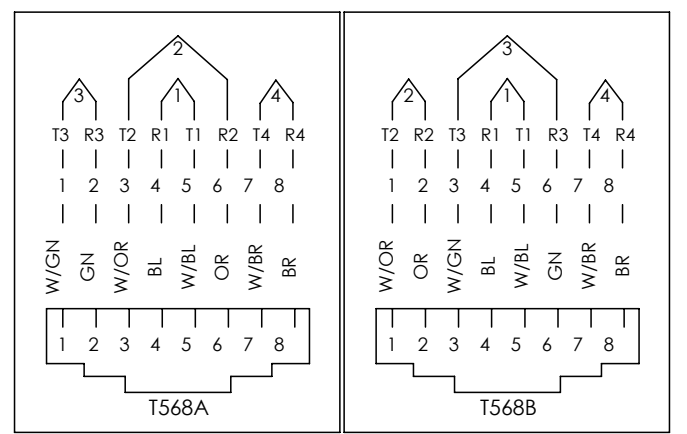 2
3 1 4
T3 R3 T2 R1 T1 R2 T4 R4
1 2 3 4 5 6 7 8
W/GN GN W/OR BL W/BL OR W/BR BR
1 2 3 4 5 6 7 8
T568A
3
2 1 4
T2 R2 T3 R1 T1 R3 T4 R4
1 2 3 4 5 6 7 8
W/OR OR W/GN BL W/BL GN W/BR BR
1 2 3 4 5 6 7 8
T568B